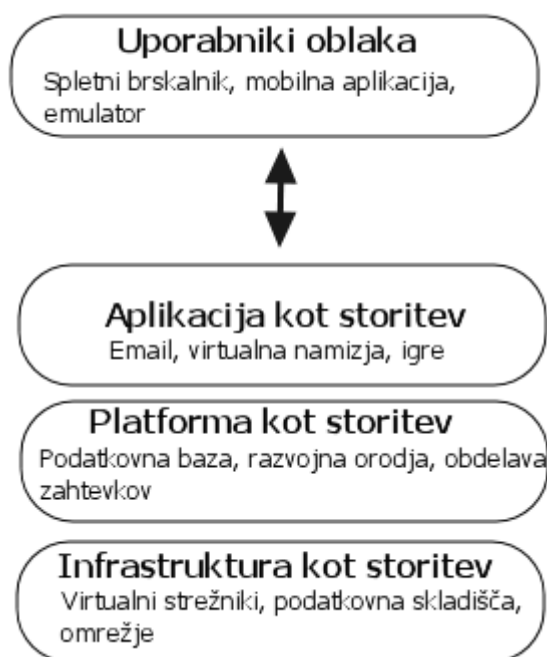 Uporabniki oblaka
Spletni brskalnik, mobilna aplikacija,
emulator
Aplikacija kot storitev
Email, virtualna namizja, igre
Platforma kot storitev
Podatkovna baza, razvojna orodja, obdelava
zahtevkov
Infrastruktura kot storitev
Virtualni strežniki, podatkovna skladišča,
omrežje